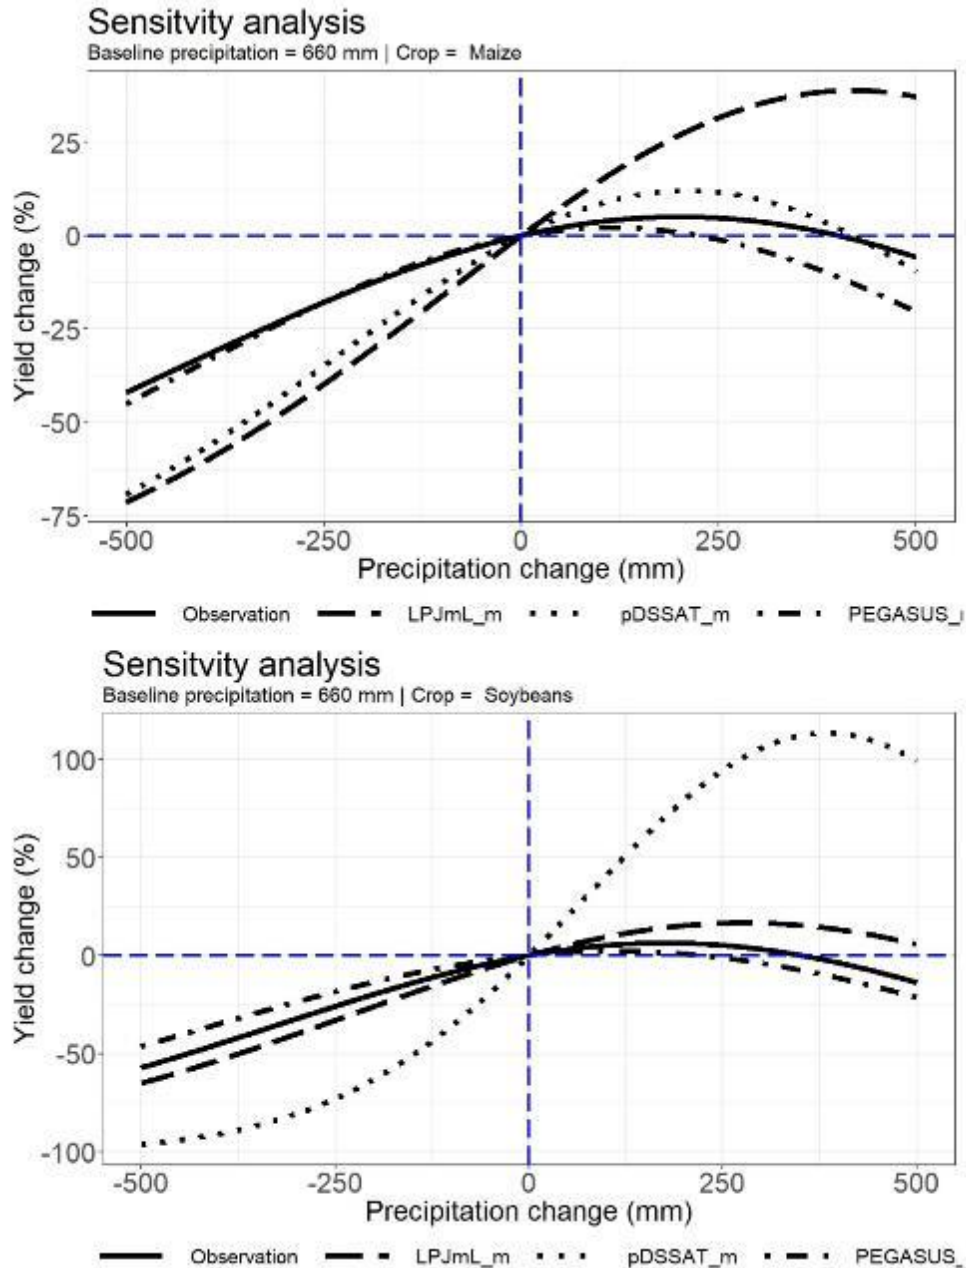 Sensitvity analysis
Baseline precipitation = 660 mm | Crop = Maize
Yield change (%)
25
0
-25
-50
-75
-500 -250 0 250 500
Precipitation change (mm)
Observation LPJmL_m pDSSAT_m PEGASUS_
Sensitvity analysis
Baseline precipitation = 660 mm | Crop = Soybeans
Yield change (%)
100
50
0
-50
-100
-500 -250 0 250 500
Precipitation change (mm)
Observation LPJmL_m pDSSAT_m PEGASUS_